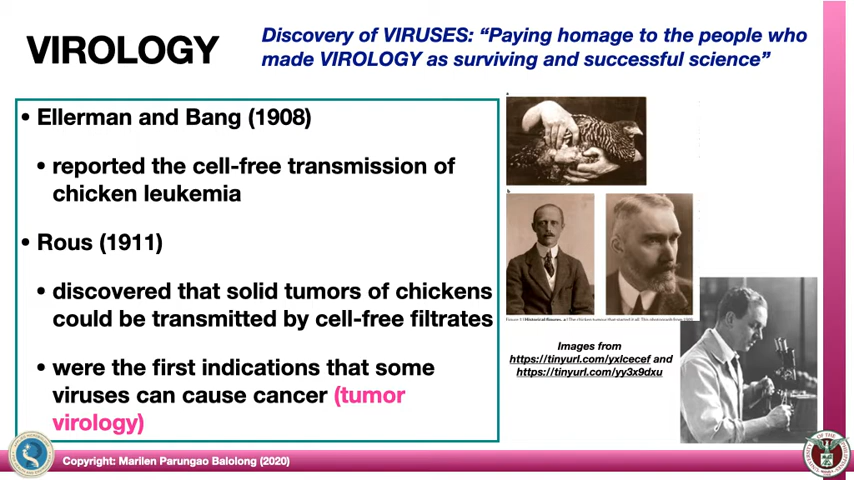 VIROLOGY
Discovery of VIRUSES: “Paying homage to the people who
made VIROLOGY as surviving and successful science”
• Ellerman and Bang (1908)
• reported the cell-free transmission of
chicken leukemia
• Rous (1911)
• discovered that solid tumors of chickens
could be transmitted by cell-free filtrates
• were the first indications that some
viruses can cause cancer (tumor
virology)
a
b
Images from
https://tinyurl.com/yxlcecef and
https://tinyurl.com/yy3x9dxu
Copyright: Marilen Parungao Balolong (2020)